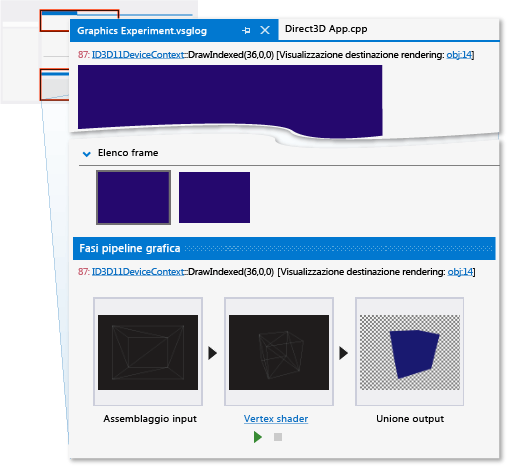 Graphics Experiment.vsglog
Direct3D App.cpp
87: ID3D11DeviceContext::DrawIndexed(36,0,0) [Visualizzazione destinazione rendering: obj:14]
Elenco frame
Fasi pipeline grafica
87: ID3D11DeviceContext::DrawIndexed(36,0,0) [Visualizzazione destinazione rendering: obj:14]
Assemblaggio input
Vertex shader
Unione output